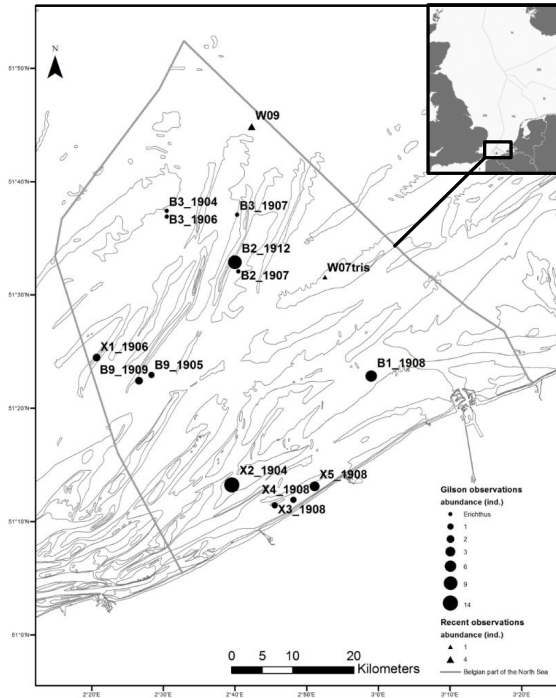 N
51°50'N
51°40'N
51°30'N
51°20'N
51°10'N
51°0'N
W09
B3_1904
B3_1906
B3_1907
B2_1912
B2_1907
W07tris
X1_1906
B9_1909
B9_1905
B1_1908
X2_1904
X5_1908
X4_1908
X3_1908
Gilson observations
abundance (ind.)
Erichthus
1
2
3
6
9
14
Recent observations
abundance (ind.)
1
4
Belgian part of the North Sea
0 5 10 20
Kilometers
2°20'E
2°30'E
2°40'E
3°0'E
3°10'E
3°20'E